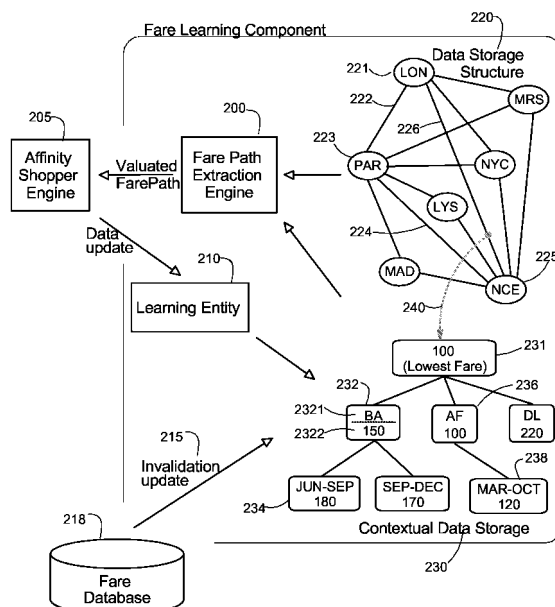 220
Fare Learning Component
Data Storage
Structure
221
LON
MRS
222
226
205
200
223
Affinity
Shopper
Engine
Valuated
FarePath
Fare Path
Extraction
Engine
PAR
NYC
LYS
Data
update
224
210
MAD
NCE
225
Learning Entity
240
100
(Lowest Fare)
231
232
236
2321
BA
AF
DL
2322
150
100
220
215
238
Invalidation
update
JUN-SEP
180
SEP-DEC
170
MAR-OCT
120
218
234
Contextual Data Storage
230
Fare
Database